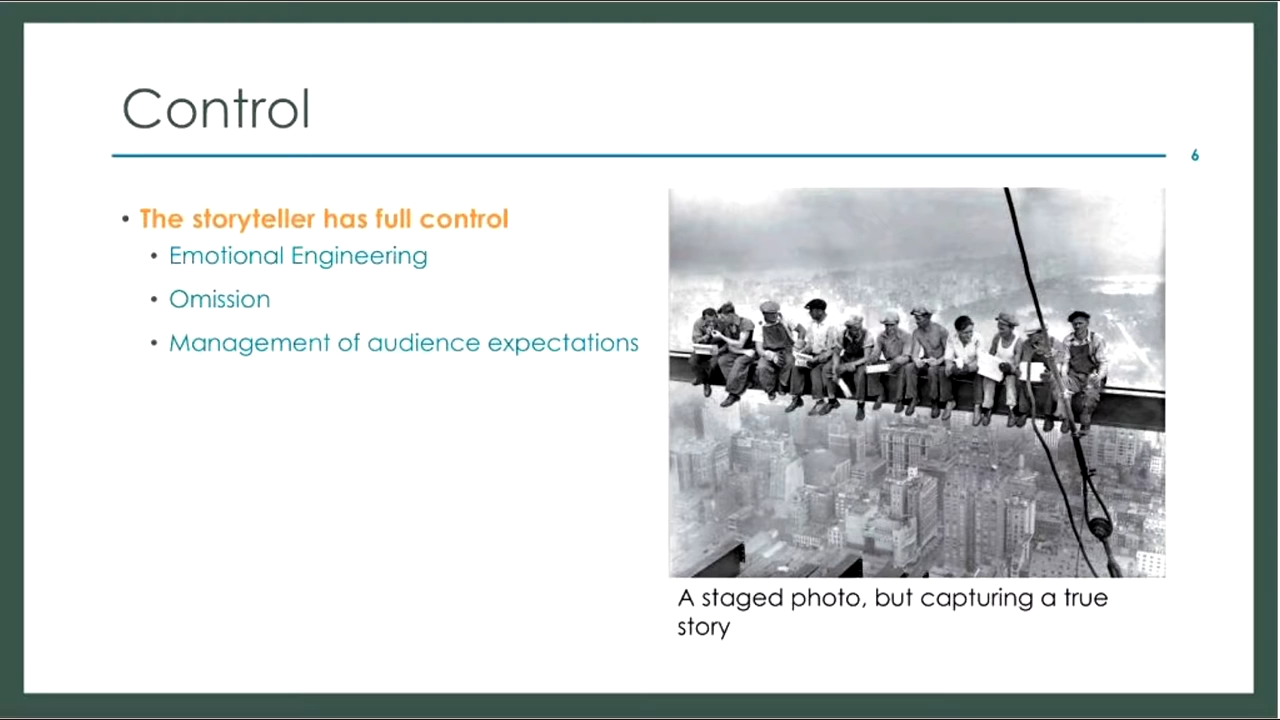 Control
6
• The storyteller has full control
• Emotional Engineering
• Omission
• Management of audience expectations
A staged photo, but capturing a true
story